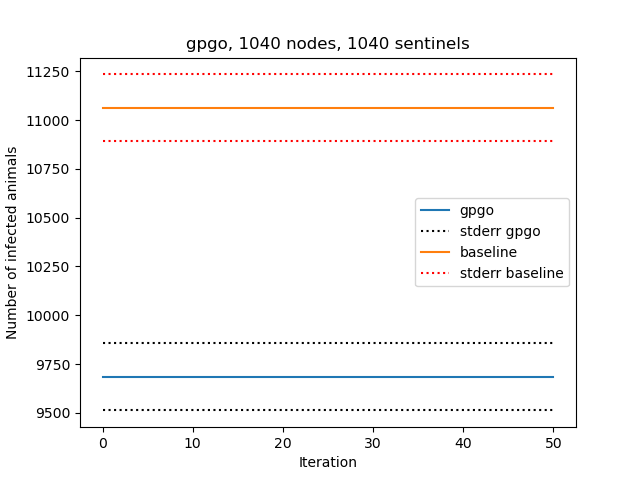 gpgo, 1040 nodes, 1040 sentinels
11250
11000
10750
10500
10250
10000
9750
9500
Number of infected animals
gpgo
stderr gpgo
baseline
stderr baseline
0 10 20 30 40 50
Iteration